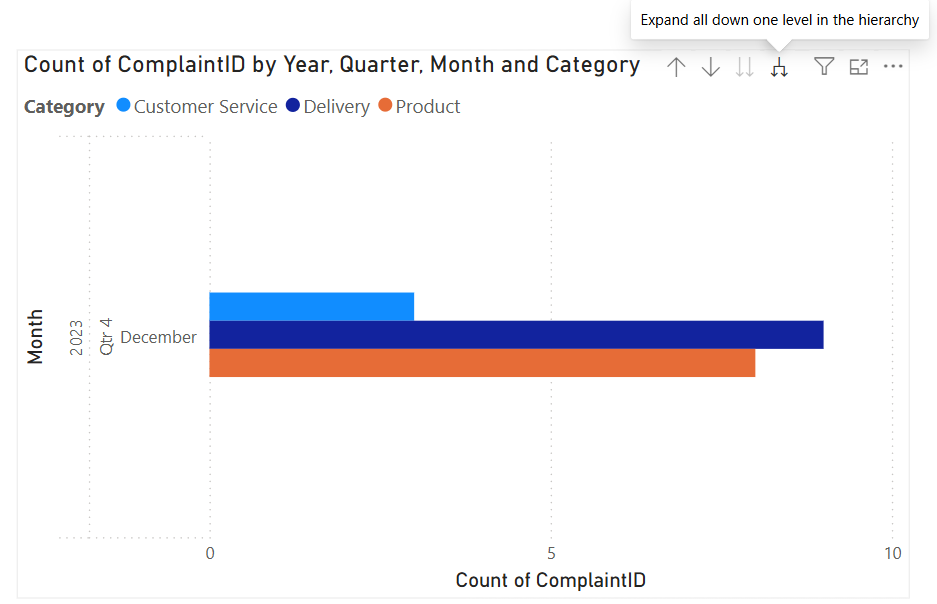 Expand all down one level in the hierarchy
Count of ComplaintID by Year, Quarter, Month and Category
Category Customer Service Delivery Product
Month
2023
Qtr 4
December
0 5 10
Count of ComplaintID